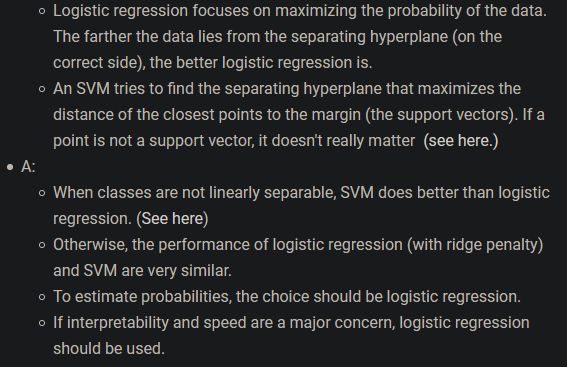 Logistic regression focuses on maximizing the probability of the data.
The farther the data lies from the separating hyperplane (on the
correct side), the better logistic regression is.
An SVM tries to find the separating hyperplane that maximizes the
distance of the closest points to the margin (the support vectors). If a
point is not a support vector, it doesn't really matter (see here.)
A:
When classes are not linearly separable, SVM does better than logistic
regression. (See here)
Otherwise, the performance of logistic regression (with ridge penalty)
and SVM are very similar.
To estimate probabilities, the choice should be logistic regression.
If interpretability and speed are a major concern, logistic regression
should be used.